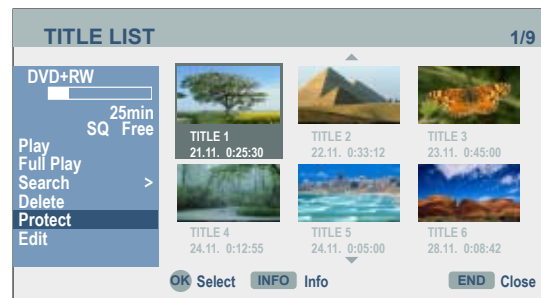 TITLE LIST
1/9
DVD+RW
25min
SQ Free
Play
Full Play
Search >
Delete
Protect
Edit
TITLE 1
21.11. 0:25:30
TITLE 2
22.11. 0:33:12
TITLE 3
23.11. 0:45:00
TITLE 4
24.11. 0:12:55
TITLE 5
24.11. 0:05:00
TITLE 6
28.11. 0:08:42
OK Select INFO Info END Close